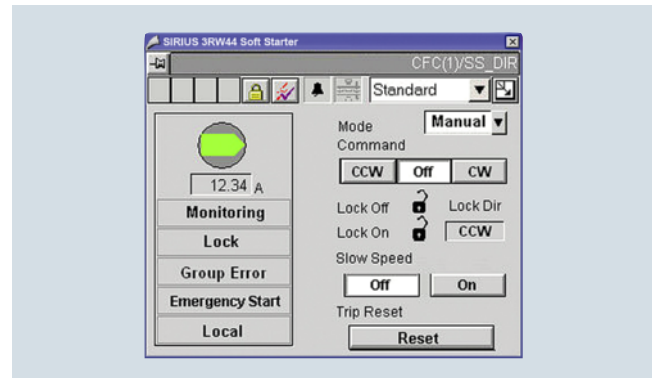 SIRIUS 3RW44 Soft Starter
CFC(1)/SS_DIR
Standard
Mode Manual
Command
CCW Off CW
12.34 A
Monitoring
Lock
Group Error
Emergency Start
Local
Lock Off Lock Dir
Lock On CCW
Slow Speed
Off On
Trip Reset
Reset